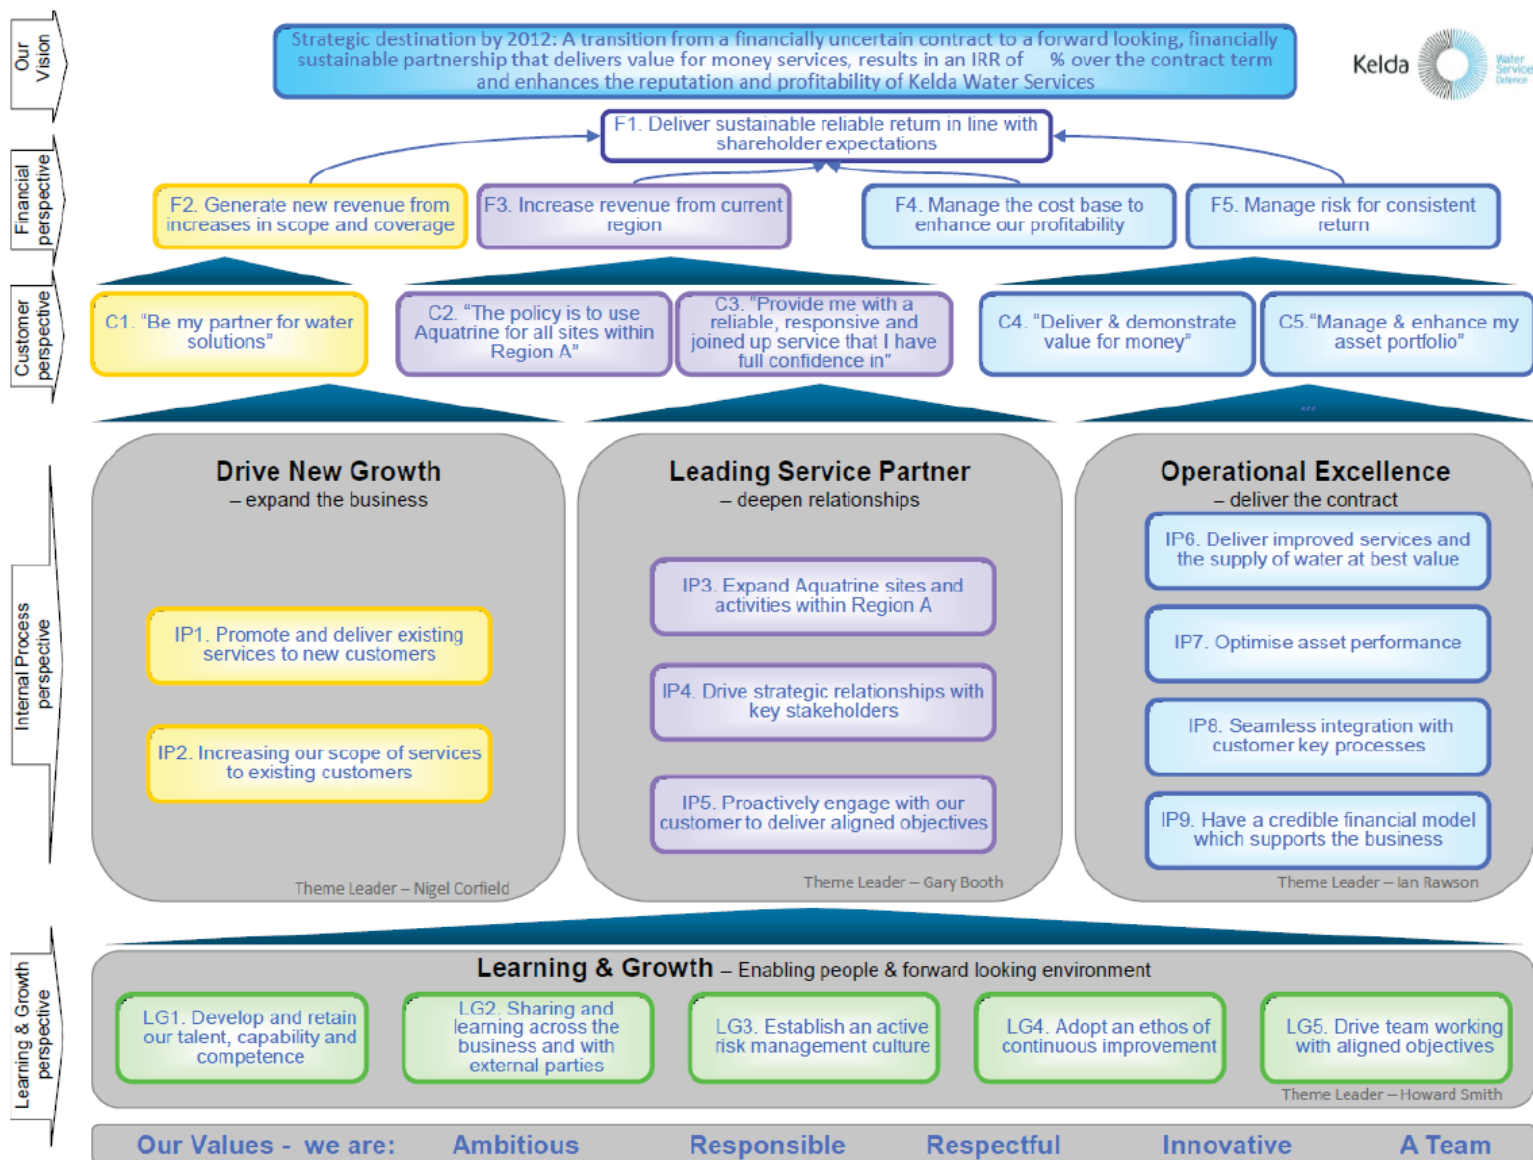 Our
Vision
Strategic destination by 2012: A transition from a financially uncertain contract to a forward looking, financially
sustainable partnership that delivers value for money services, results in an IRR of % over the contract term
and enhances the reputation and profitability of Kelda Water Services
Kelda
Water
Services
Defence
Financial
perspective
F1. Deliver sustainable reliable return in line with
shareholder expectations
F2. Generate new revenue from
increases in scope and coverage
F3. Increase revenue from current
region
F4. Manage the cost base to
enhance our profitability
F5. Manage risk for consistent
return
Customer
perspective
C1. “Be my partner for water
solutions”
C2. “The policy is to use
Aquatrine for all sites within
Region A”
C3. “Provide me with a
reliable, responsive and
joined up service that I have
full confidence in”
C4. “Deliver & demonstrate
value for money”
C5.“Manage & enhance my
asset portfolio”
Internal Process
perspective
Drive New Growth
– expand the business
IP1. Promote and deliver existing
services to new customers
IP2. Increasing our scope of services
to existing customers
Theme Leader – Nigel Corfield
Leading Service Partner
– deepen relationships
IP3. Expand Aquatrine sites and
activities within Region A
IP4. Drive strategic relationships with
key stakeholders
IP5. Proactively engage with our
customer to deliver aligned objectives
Theme Leader – Gary Booth
Operational Excellence
– deliver the contract
IP6. Deliver improved services and
the supply of water at best value
IP7. Optimise asset performance
IP8. Seamless integration with
customer key processes
IP9. Have a credible financial model
which supports the business
Theme Leader – Ian Rawson
Learning & Growth
perspective
Learning & Growth – Enabling people & forward looking environment
LG1. Develop and retain
our talent, capability and
competence
LG2. Sharing and
learning across the
business and with
external parties
LG3. Establish an active
risk management culture
LG4. Adopt an ethos of
continuous improvement
LG5. Drive team working
with aligned objectives
Theme Leader – Howard Smith
Our Values - we are: Ambitious Responsible Respectful Innovative A Team